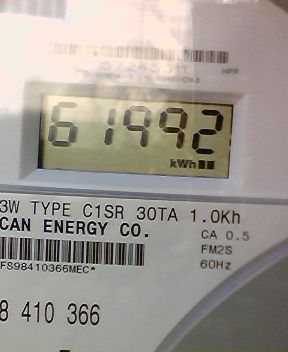 61992
kWh
3W TYPE C1SR 30TA 1.0Kh
CAN ENERGY CO.
CA 0.5
FM2S
60Hz
FS98410366MEC*
8 410 366